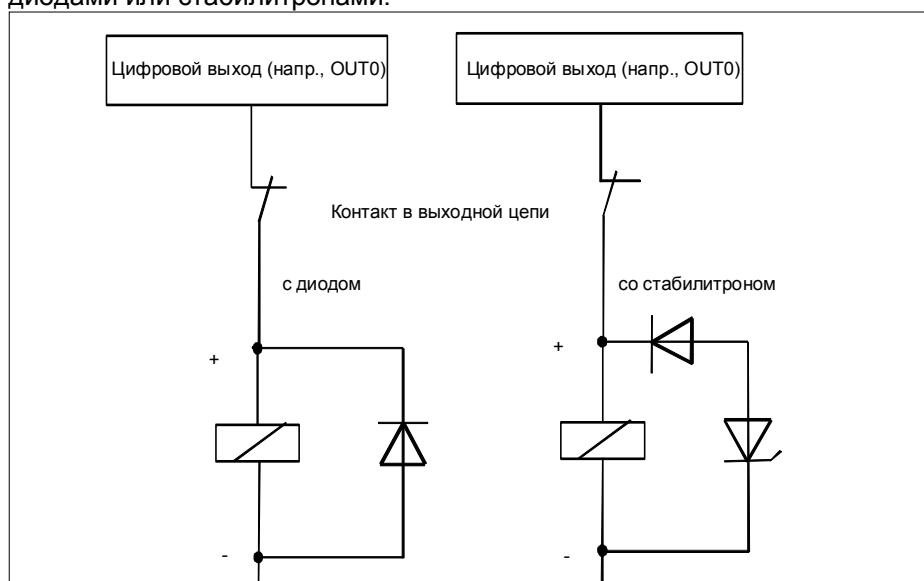 диодами или стабилитронами.
Цифровой выход (напр., OUT0)
Цифровой выход (напр., OUT0)
Контакт в выходной цепи
с диодом
со стабилитроном
+
+
-
-